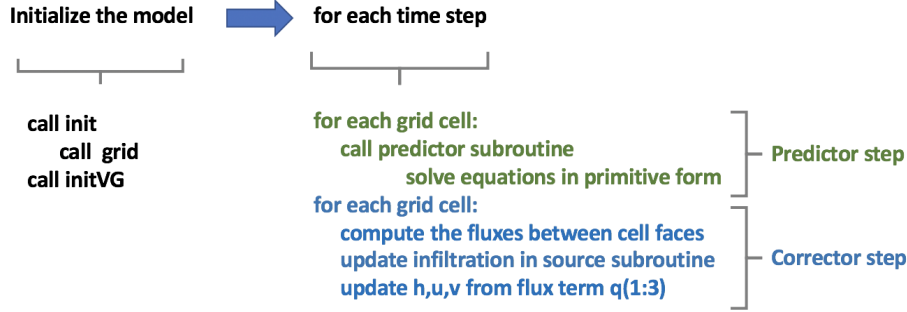 Initialize the model
for each time step
call init
call grid
call initVG
for each grid cell:
call predictor subroutine
solve equations in primitive form
Predictor step
for each grid cell:
compute the fluxes between cell faces
update infiltration in source subroutine
update h,u,v from flux term q(1:3)
Corrector step